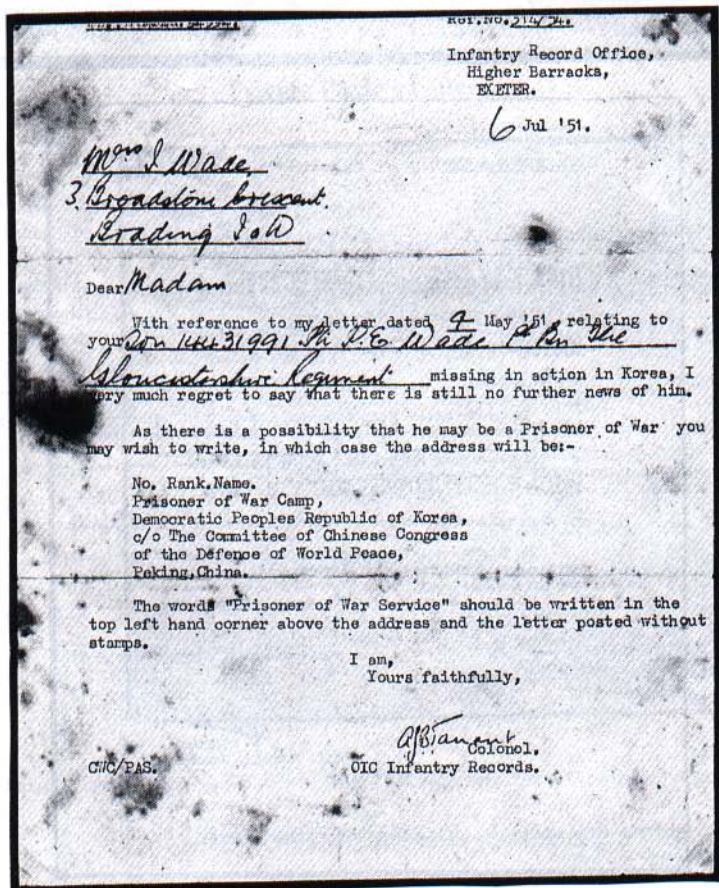 Ref.No.
Infantry Record Office,
Higher Barracks,
EXETER.
6 Jul '51.
Mrs I Wade
3. Broadstone Crescent.
Brading I.o.W
Dear Madam
With reference to my letter dated 9 May '51, relating to
your Son 14431991 P.E. Wade 1st Bn The
Gloucestershire Regiment missing in action in Korea, I
very much regret to say that there is still no further news of him.
As there is a possibility that he may be a Prisoner of War you
may wish to write, in which case the address will be:-
No. Rank.Name.
Prisoner of War Camp,
Democratic Peoples Republic of Korea,
c/o The Committee of Chinese Congress
of the Defence of World Peace,
Peking,China.
The words "Prisoner of War Service" should be written in the
top left hand corner above the address and the letter posted without
stamps.
I am,
Yours faithfully,
Colonel.
CWC/PAS.
OIC Infantry Records.